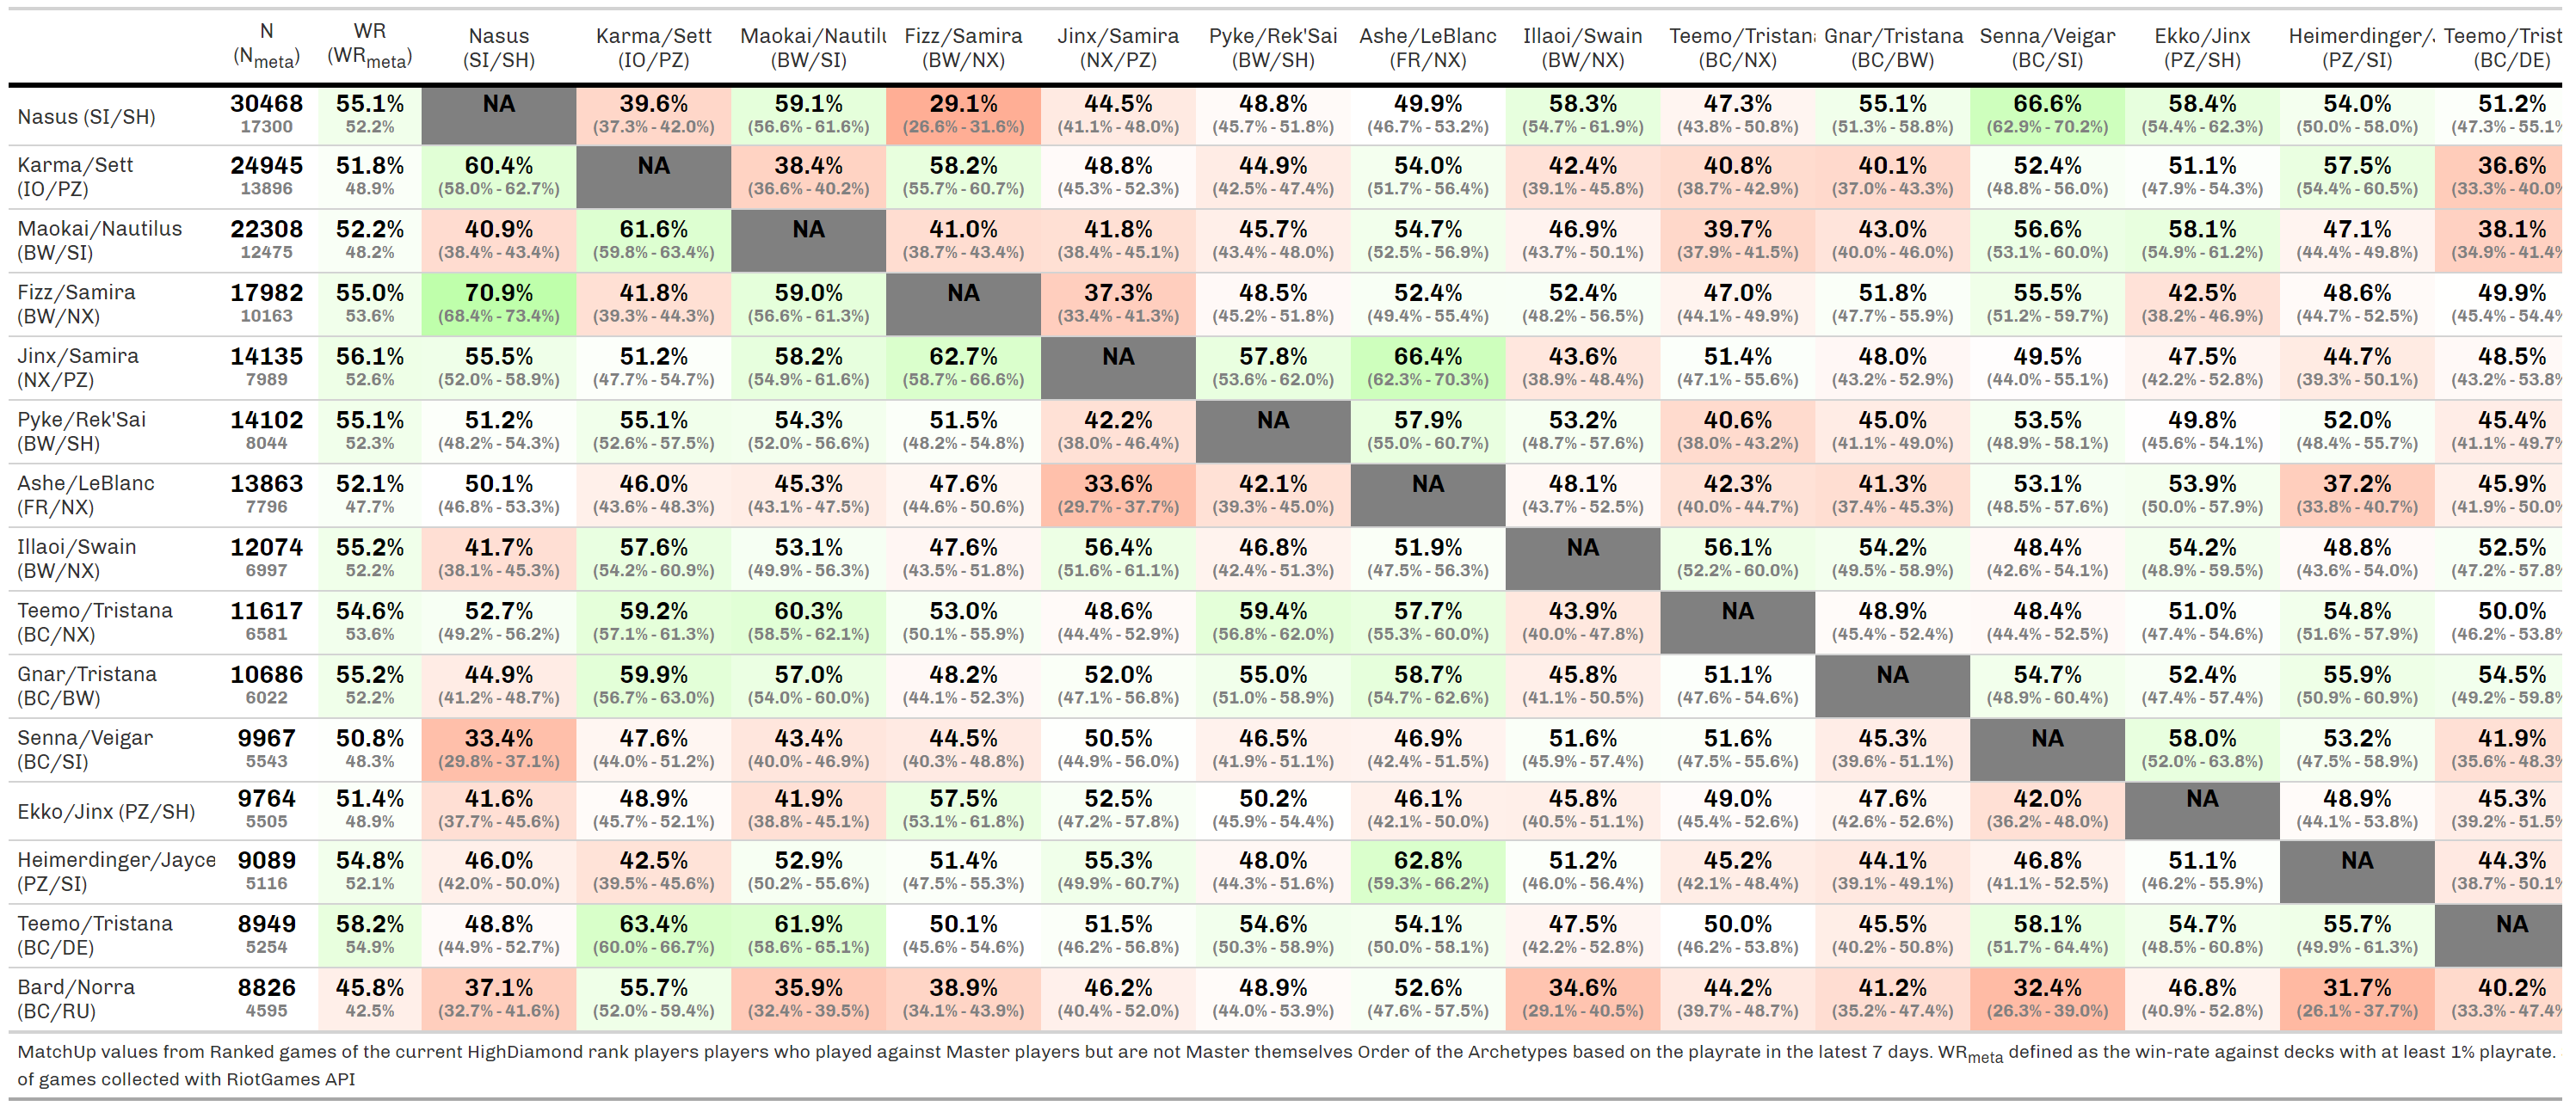 N WR Nasus Karma/Sett Maokai/Nautilu Fizz/Samira Jinx/Samira Pyke/Rek'Sai Ashe/LeBlanc Illaoi/Swain Teemo/Tristan Gnar/Tristana Senna/Veigar Ekko/Jinx Heimerdinger/ Teemo/Trist
(Nmeta) (WRmeta) (SI/SH) (IO/PZ) (BW/SI) (BW/NX) (NX/PZ) (BW/SH) (FR/NX) (BW/NX) (BC/NX) (BC/BW) (BC/SI) (PZ/SH) (PZ/SI) (BC/DE)
Nasus (SI/SH) 30468 55.1% NA 39.6% 59.1% 29.1% 44.5% 48.8% 49.9% 58.3% 47.3% 55.1% 66.6% 58.4% 54.0% 51.2%
17300 52.2% (37.3% - 42.0%) (56.6% - 61.6%) (26.6% - 31.6%) (41.1% - 48.0%) (45.7% - 51.8%) (46.7% - 53.2%) (54.7% - 61.9%) (43.8% - 50.8%) (51.3% - 58.8%) (62.9% - 70.2%) (54.4% - 62.3%) (50.0% - 58.0%) (47.3% - 55.1%
Karma/Sett 24945 51.8% 60.4% NA 38.4% 58.2% 48.8% 44.9% 54.0% 42.4% 40.8% 40.1% 52.4% 51.1% 57.5% 36.6%
(IO/PZ) 13896 48.9% (58.0% - 62.7%) (36.6% - 40.2%) (55.7% - 60.7%) (45.3% - 52.3%) (42.5% - 47.4%) (51.7% - 56.4%) (39.1% - 45.8%) (38.7% - 42.9%) (37.0% - 43.3%) (48.8% - 56.0%) (47.9% - 54.3%) (54.4% - 60.5%) (33.3% - 40.0%
Maokai/Nautilus 22308 52.2% 40.9% 61.6% NA 41.0% 41.8% 45.7% 54.7% 46.9% 39.7% 43.0% 56.6% 58.1% 47.1% 38.1%
(BW/SI) 12475 48.2% (38.4% - 43.4%) (59.8% - 63.4%) (38.7% - 43.4%) (38.4% - 45.1%) (43.4% - 48.0%) (52.5% - 56.9%) (43.7% - 50.1%) (37.9% - 41.5%) (40.0% - 46.0%) (53.1% - 60.0%) (54.9% - 61.2%) (44.4% - 49.8%) (34.9% - 41.4%
Fizz/Samira 17982 55.0% 70.9% 41.8% 59.0% NA 37.3% 48.5% 52.4% 52.4% 47.0% 51.8% 55.5% 42.5% 48.6% 49.9%
(BW/NX) 10163 53.6% (68.4% - 73.4%) (39.3% - 44.3%) (56.6% - 61.3%) (33.4% - 41.3%) (45.2% - 51.8%) (49.4% - 55.4%) (48.2% - 56.5%) (44.1% - 49.9%) (47.7% - 55.9%) (51.2% - 59.7%) (38.2% - 46.9%) (44.7% - 52.5%) (45.4% - 54.4%
Jinx/Samira 14135 56.1% 55.5% 51.2% 58.2% 62.7% NA 57.8% 66.4% 43.6% 51.4% 48.0% 49.5% 47.5% 44.7% 48.5%
(NX/PZ) 7989 52.6% (52.0% - 58.9%) (47.7% - 54.7%) (54.9% - 61.6%) (58.7% - 66.6%) (53.6% - 62.0%) (62.3% - 70.3%) (38.9% - 48.4%) (47.1% - 55.6%) (43.2% - 52.9%) (44.0% - 55.1%) (42.2% - 52.8%) (39.3% - 50.1%) (43.2% - 53.8%
Pyke/Rek'Sai 14102 55.1% 51.2% 55.1% 54.3% 51.5% 42.2% NA 57.9% 53.2% 40.6% 45.0% 53.5% 49.8% 52.0% 45.4%
(BW/SH) 8044 52.3% (48.2% - 54.3%) (52.6% - 57.5%) (52.0% - 56.6%) (48.2% - 54.8%) (38.0% - 46.4%) (55.0% - 60.7%) (48.7% - 57.6%) (38.0% - 43.2%) (41.1% - 49.0%) (48.9% - 58.1%) (45.6% - 54.1%) (48.4% - 55.7%) (41.1% - 49.7%
Ashe/LeBlanc 13863 52.1% 50.1% 46.0% 45.3% 47.6% 33.6% 42.1% NA 48.1% 42.3% 41.3% 53.1% 53.9% 37.2% 45.9%
(FR/NX) 7796 47.7% (46.8% - 53.3%) (43.6% - 48.3%) (43.1% - 47.5%) (44.6% - 50.6%) (29.7% - 37.7%) (39.3% - 45.0%) (43.7% - 52.5%) (40.0% - 44.7%) (37.4% - 45.3%) (48.5% - 57.6%) (50.0% - 57.9%) (33.8% - 40.7%) (41.9% - 50.0%
Illaoi/Swain 12074 55.2% 41.7% 57.6% 53.1% 47.6% 56.4% 46.8% 51.9% NA 56.1% 54.2% 48.4% 54.2% 48.8% 52.5%
(BW/NX) 6997 52.2% (38.1% - 45.3%) (54.2% - 60.9%) (49.9% - 56.3%) (43.5% - 51.8%) (51.6% - 61.1%) (42.4% - 51.3%) (47.5% - 56.3%) (52.2% - 60.0%) (49.5% - 58.9%) (42.6% - 54.1%) (48.9% - 59.5%) (43.6% - 54.0%) (47.2% - 57.8%
Teemo/Tristana 11617 54.6% 52.7% 59.2% 60.3% 53.0% 48.6% 59.4% 57.7% 43.9% NA 48.9% 48.4% 51.0% 54.8% 50.0%
(BC/NX) 6581 53.6% (49.2% - 56.2%) (57.1% - 61.3%) (58.5% - 62.1%) (50.1% - 55.9%) (44.4% - 52.9%) (56.8% - 62.0%) (55.3% - 60.0%) (40.0% - 47.8%) (45.4% - 52.4%) (44.4% - 52.5%) (47.4% - 54.6%) (51.6% - 57.9%) (46.2% - 53.8%
Gnar/Tristana 10686 55.2% 44.9% 59.9% 57.0% 48.2% 52.0% 55.0% 58.7% 45.8% 51.1% NA 54.7% 52.4% 55.9% 54.5%
(BC/BW) 6022 52.2% (41.2% - 48.7%) (56.7% - 63.0%) (54.0% - 60.0%) (44.1% - 52.3%) (47.1% - 56.8%) (51.0% - 58.9%) (54.7% - 62.6%) (41.1% - 50.5%) (47.6% - 54.6%) (48.9% - 60.4%) (47.4% - 57.4%) (50.9% - 60.9%) (49.2% - 59.8%
Senna/Veigar 9967 50.8% 33.4% 47.6% 43.4% 44.5% 50.5% 46.5% 46.9% 51.6% 51.6% 45.3% NA 58.0% 53.2% 41.9%
(BC/SI) 5543 48.3% (29.8% - 37.1%) (44.0% - 51.2%) (40.0% - 46.9%) (40.3% - 48.8%) (44.9% - 56.0%) (41.9% - 51.1%) (42.4% - 51.5%) (45.9% - 57.4%) (47.5% - 55.6%) (39.6% - 51.1%) (52.0% - 63.8%) (47.5% - 58.9%) (35.6% - 48.3%
Ekko/Jinx (PZ/SH) 9764 51.4% 41.6% 48.9% 41.9% 57.5% 52.5% 50.2% 46.1% 45.8% 49.0% 47.6% 42.0% NA 48.9% 45.3%
5505 48.9% (37.7% - 45.6%) (45.7% - 52.1%) (38.8% - 45.1%) (53.1% - 61.8%) (47.2% - 57.8%) (45.9% - 54.4%) (42.1% - 50.0%) (40.5% - 51.1%) (45.4% - 52.6%) (42.6% - 52.6%) (36.2% - 48.0%) (44.1% - 53.8%) (39.2% - 51.5%
Heimerdinger/Jayce 9089 54.8% 46.0% 42.5% 52.9% 51.4% 55.3% 48.0% 62.8% 51.2% 45.2% 44.1% 46.8% 51.1% NA 44.3%
(PZ/SI) 5116 52.1% (42.0% - 50.0%) (39.5% - 45.6%) (50.2% - 55.6%) (47.5% - 55.3%) (49.9% - 60.7%) (44.3% - 51.6%) (59.3% - 66.2%) (46.0% - 56.4%) (42.1% - 48.4%) (39.1% - 49.1%) (41.1% - 52.5%) (46.2% - 55.9%) (38.7% - 50.1%
Teemo/Tristana 8949 58.2% 48.8% 63.4% 61.9% 50.1% 51.5% 54.6% 54.1% 47.5% 50.0% 45.5% 58.1% 54.7% 55.7% NA
(BC/DE) 5254 54.9% (44.9% - 52.7%) (60.0% - 66.7%) (58.6% - 65.1%) (45.6% - 54.6%) (46.2% - 56.8%) (50.3% - 58.9%) (50.0% - 58.1%) (42.2% - 52.8%) (46.2% - 53.8%) (40.2% - 50.8%) (51.7% - 64.4%) (48.5% - 60.8%) (49.9% - 61.3%)
Bard/Norra 8826 45.8% 37.1% 55.7% 35.9% 38.9% 46.2% 48.9% 52.6% 34.6% 44.2% 41.2% 32.4% 46.8% 31.7% 40.2%
(BC/RU) 4595 42.5% (32.7% - 41.6%) (52.0% - 59.4%) (32.4% - 39.5%) (34.1% - 43.9%) (40.4% - 52.0%) (44.0% - 53.9%) (47.6% - 57.5%) (29.1% - 40.5%) (39.7% - 48.7%) (35.2% - 47.4%) (26.3% - 39.0%) (40.9% - 52.8%) (26.1% - 37.7%) (33.3% - 47.4%
MatchUp values from Ranked games of the current HighDiamond rank players players who played against Master players but are not Master themselves Order of the Archetypes based on the playrate in the latest 7 days. WRmeta defined as the win-rate against decks with at least 1% playrate.
of games collected with RiotGames API